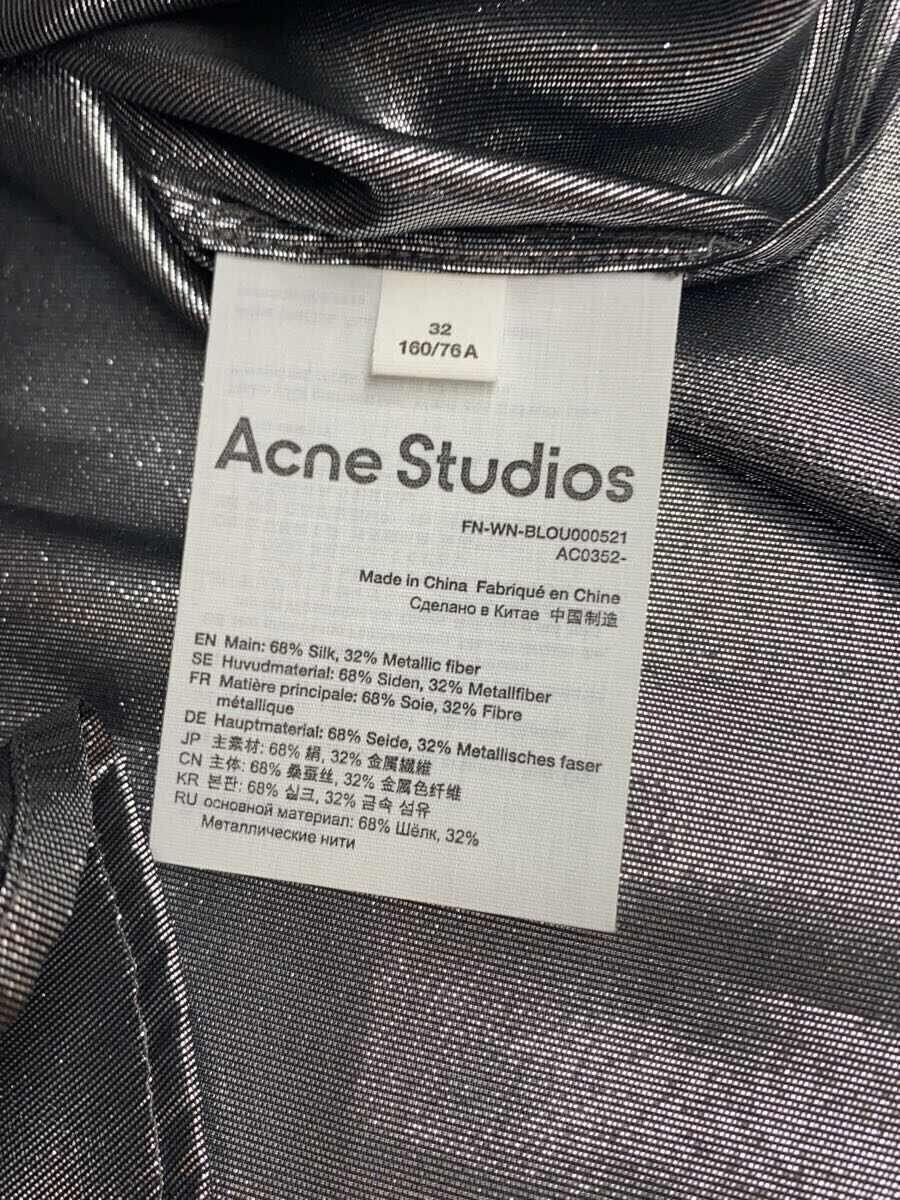 32
160/76A
Acne Studios
FN-WN-BLOU000521
AC0352-
Made in China Fabriqué en Chine
Сделано в Китае 中国制造
EN Main: 68% Silk, 32% Metallic fiber
SE Huvudmaterial: 68% Siden, 32% Metallfiber
FR Matière principale: 68% Soie, 32% Fibre
métallique
DE Hauptmaterial: 68% Seide, 32% Metallisches faser
JP 主素材: 68% 絹, 32% 金属繊維
CN 主体: 68% 桑蚕丝, 32% 金属色纤维
KR 본판: 68% 실크, 32% 금속 섬유
RU основной материал: 68% Шёлк, 32%
Металлические нити